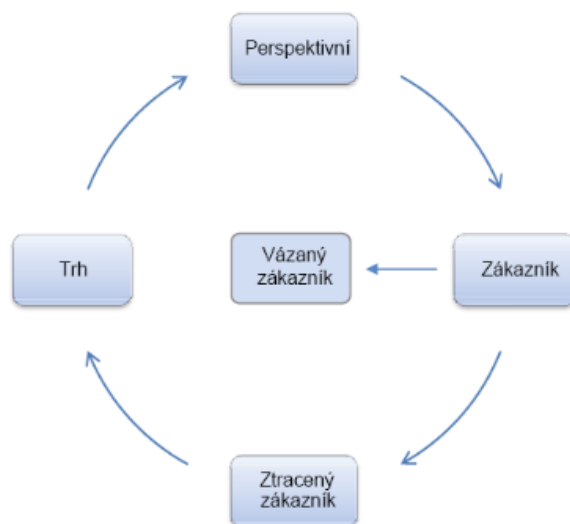 Perspektivní
Trh
Vázaný
zákazník
Zákazník
Ztracený
zákazník